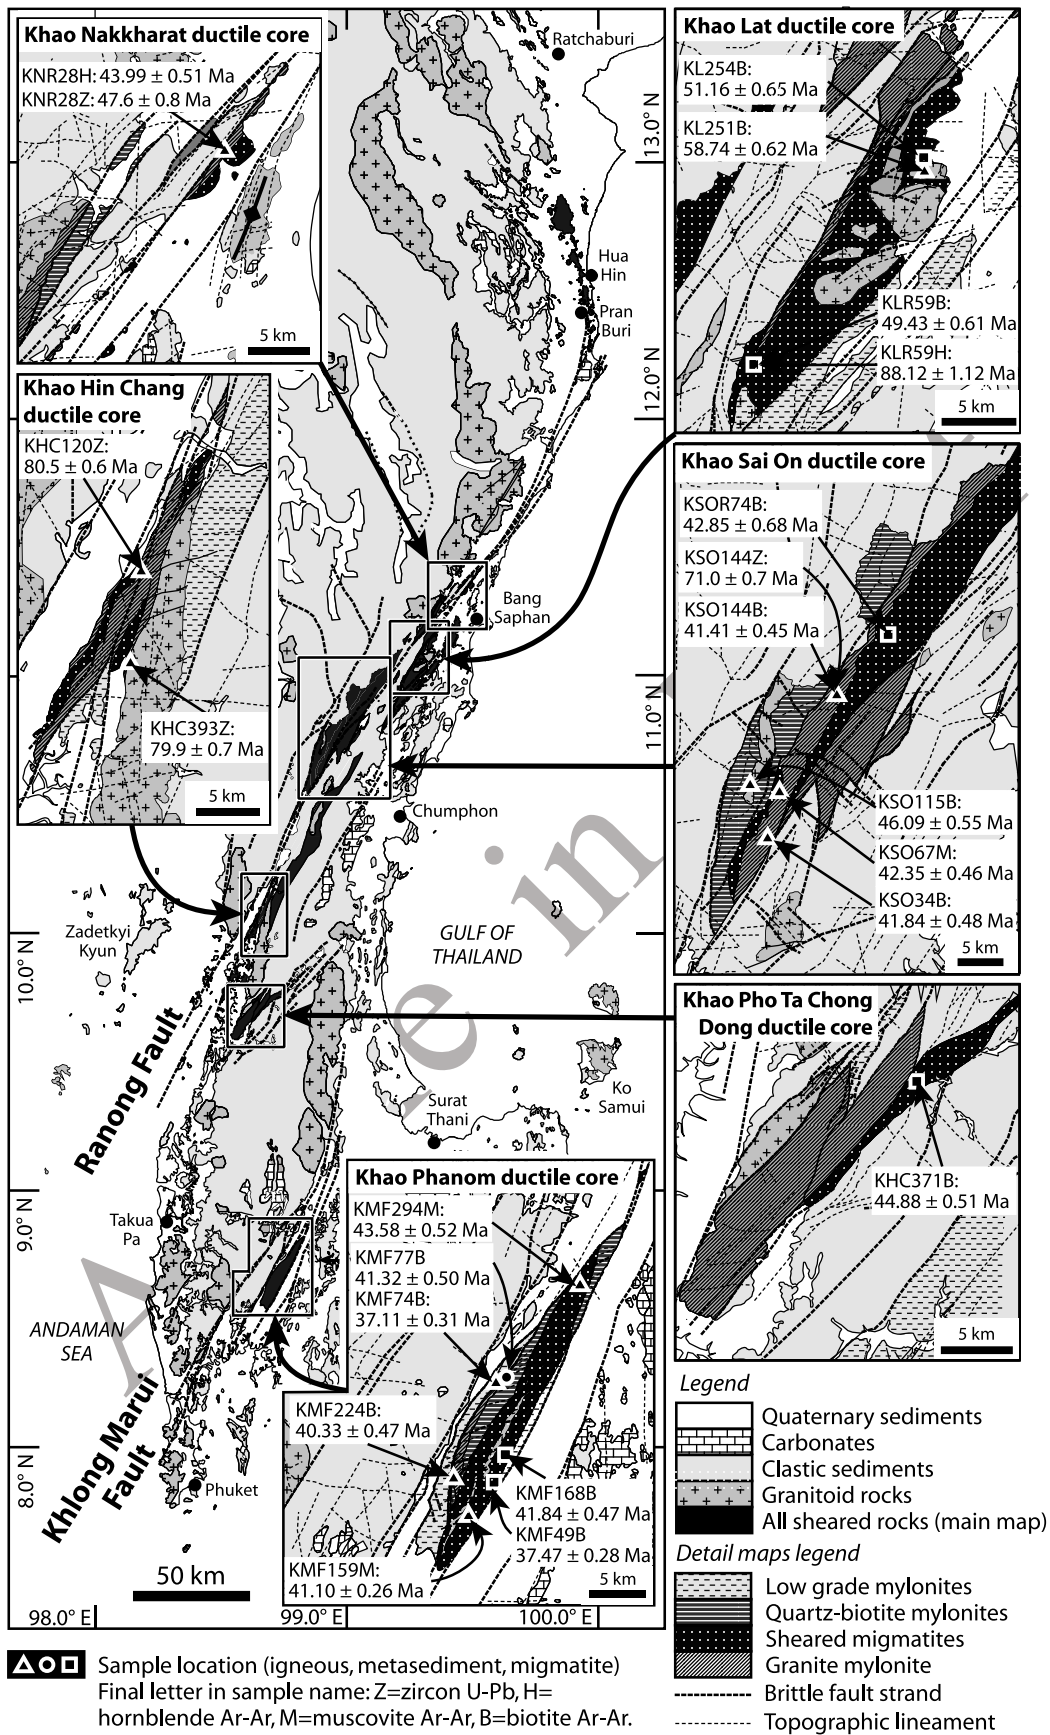 Khao Nakkharat ductile core
KNR28H: 43.99 ± 0.51 Ma
KNR28Z: 47.6 ± 0.8 Ma
5 km
Khao Hin Chang
ductile core
KHC120Z:
80.5 ± 0.6 Ma
KHC393Z:
79.9 ± 0.7 Ma
5 km
Ratchaburi
13.0° N
Hua
Hin
Pran
Buri
12.0° N
Bang
Saphan
11.0° N
Chumphon
Zadetkyi
Kyun
10.0° N
GULF OF
THAILAND
Ranong Fault
Surat
Thani
Ko
Samui
9.0° N
Takua
Pa
ANDAMAN
SEA
Khlong Marui
Fault
8.0° N
Phuket
50 km
98.0° E
99.0° E
100.0° E
Khao Lat ductile core
KL254B:
51.16 ± 0.65 Ma
KL251B:
58.74 ± 0.62 Ma
KLR59B:
49.43 ± 0.61 Ma
KLR59H:
88.12 ± 1.12 Ma
5 km
Khao Sai On ductile core
KSOR74B:
42.85 ± 0.68 Ma
KSO144Z:
71.0 ± 0.7 Ma
KSO144B:
41.41 ± 0.45 Ma
KSO115B:
46.09 ± 0.55 Ma
KSO67M:
42.35 ± 0.46 Ma
KSO34B:
41.84 ± 0.48 Ma
5 km
Khao Pho Ta Chong
Dong ductile core
KHC371B:
44.88 ± 0.51 Ma
5 km
Khao Phanom ductile core
KMF294M:
43.58 ± 0.52 Ma
KMF77B
41.32 ± 0.50 Ma
KMF74B:
37.11 ± 0.31 Ma
KMF224B:
40.33 ± 0.47 Ma
KMF168B
41.84 ± 0.47 Ma
KMF49B
37.47 ± 0.28 Ma
KMF159M:
41.10 ± 0.26 Ma
5 km
Legend
Quaternary sediments
Carbonates
Clastic sediments
Granitoid rocks
All sheared rocks (main map)
Detail maps legend
Low grade mylonites
Quartz-biotite mylonites
Sheared migmatites
Granite mylonite
Brittle fault strand
Topographic lineament
Sample location (igneous, metasediment, migmatite)
Final letter in sample name: Z=zircon U-Pb, H=
hornblende Ar-Ar, M=muscovite Ar-Ar, B=biotite Ar-Ar.